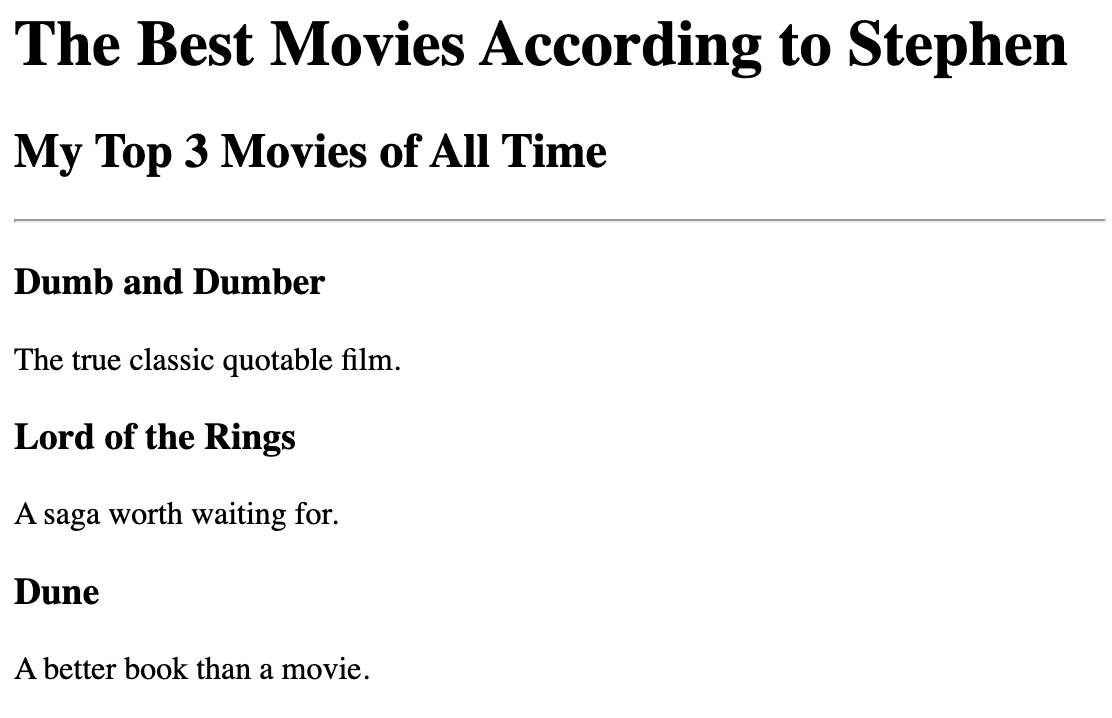 The Best Movies According to Stephen
My Top 3 Movies of All Time
Dumb and Dumber
The true classic quotable film.
Lord of the Rings
A saga worth waiting for.
Dune
A better book than a movie.